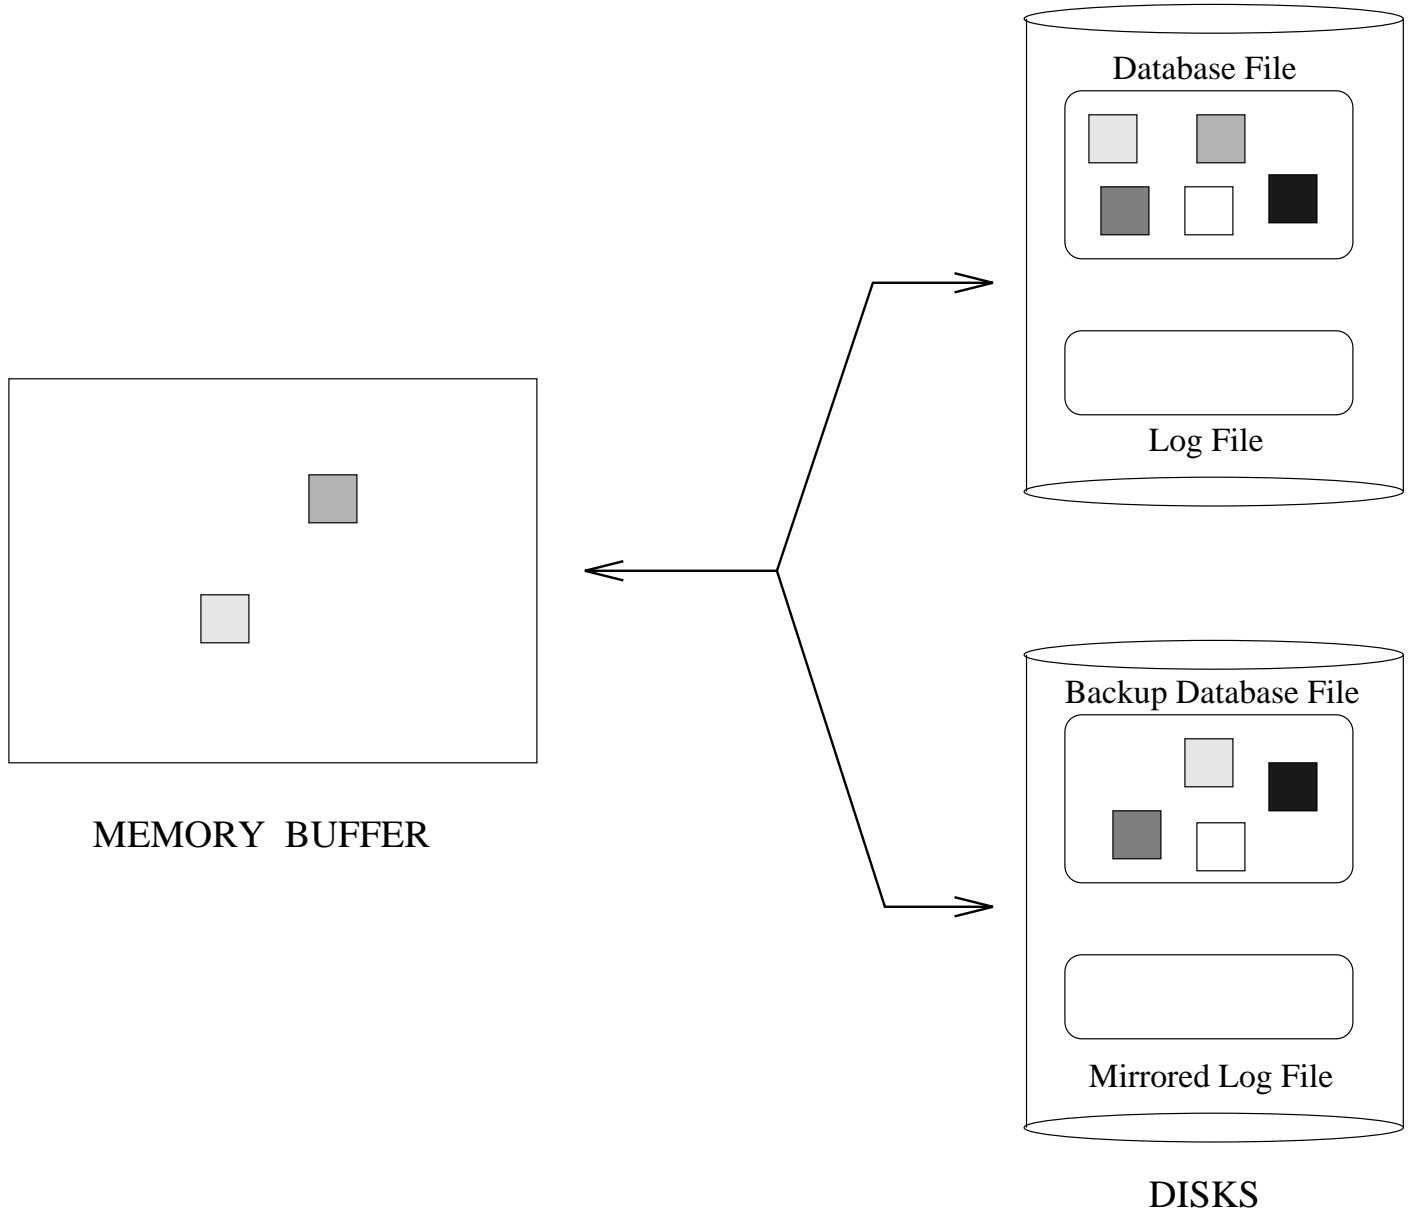 Database File
Log File
MEMORY BUFFER
Backup Database File
Mirrored Log File
DISKS